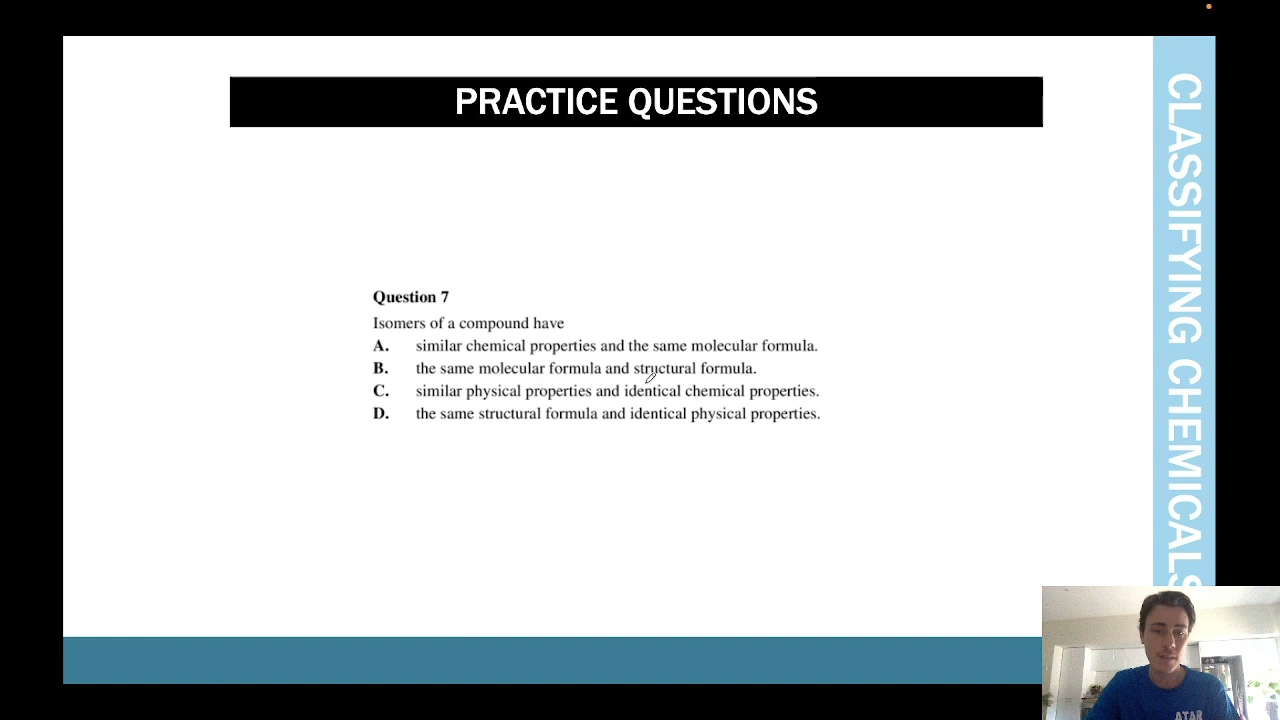 PRACTICE QUESTIONS
CLASSIFYING CHEMICALS
Question 7
Isomers of a compound have
A. similar chemical properties and the same molecular formula.
B. the same molecular formula and structural formula.
C. similar physical properties and identical chemical properties.
D. the same structural formula and identical physical properties.
ATAR